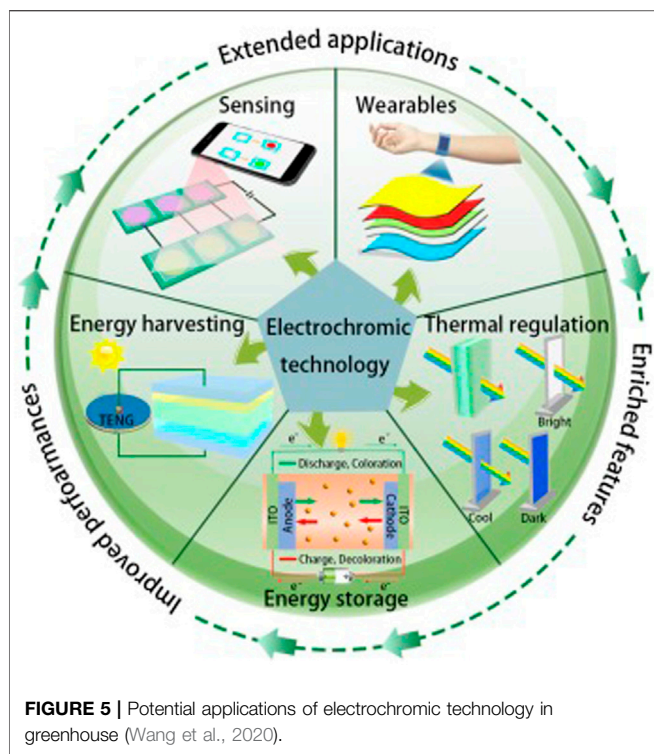 Extended applications
Sensing
Wearables
Energy harvesting
Electrochromic
technology
Thermal regulation
TENG
Bright
Cool
Dark
e⁻
e⁻
Discharge, Coloration
ITO
Anode
Cathode
ITO
Charge, Decoloration
e⁻
e⁻
Energy storage
Improved perfoarmances
Enriched features
FIGURE 5 | Potential applications of electrochromic technology in
greenhouse (Wang et al., 2020).